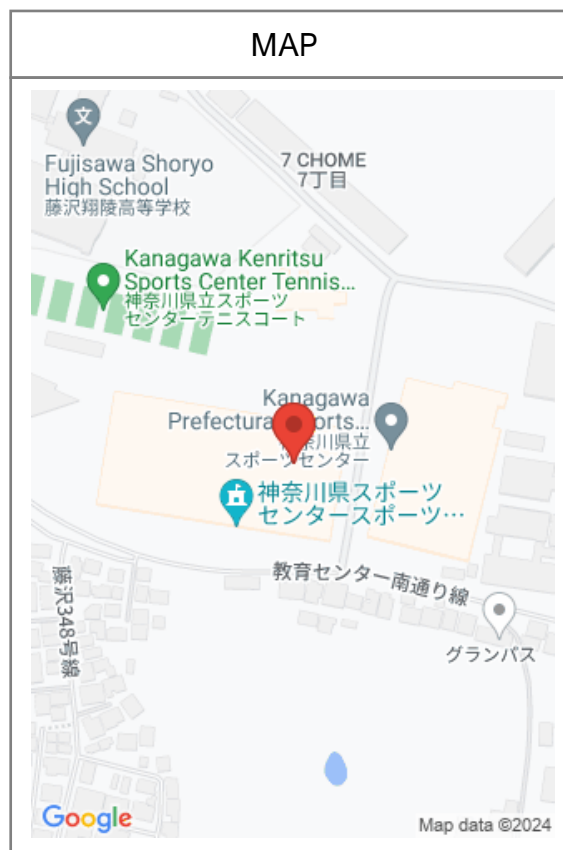 MAP
文
Fujisawa Shoryo
High School
藤沢翔陵高等学校
7 CHOME
7丁目
Kanagawa Kenritsu
Sports Center Tennis...
神奈川県立スポーツ
センターテニスコート
Kanagawa
Prefectural Sports...
神奈川県立
スポーツセンター
神奈川県スポーツ
センタースポーツ…
教育センター南通り線
藤沢348号線
グランパス
Google
Map data ©2024